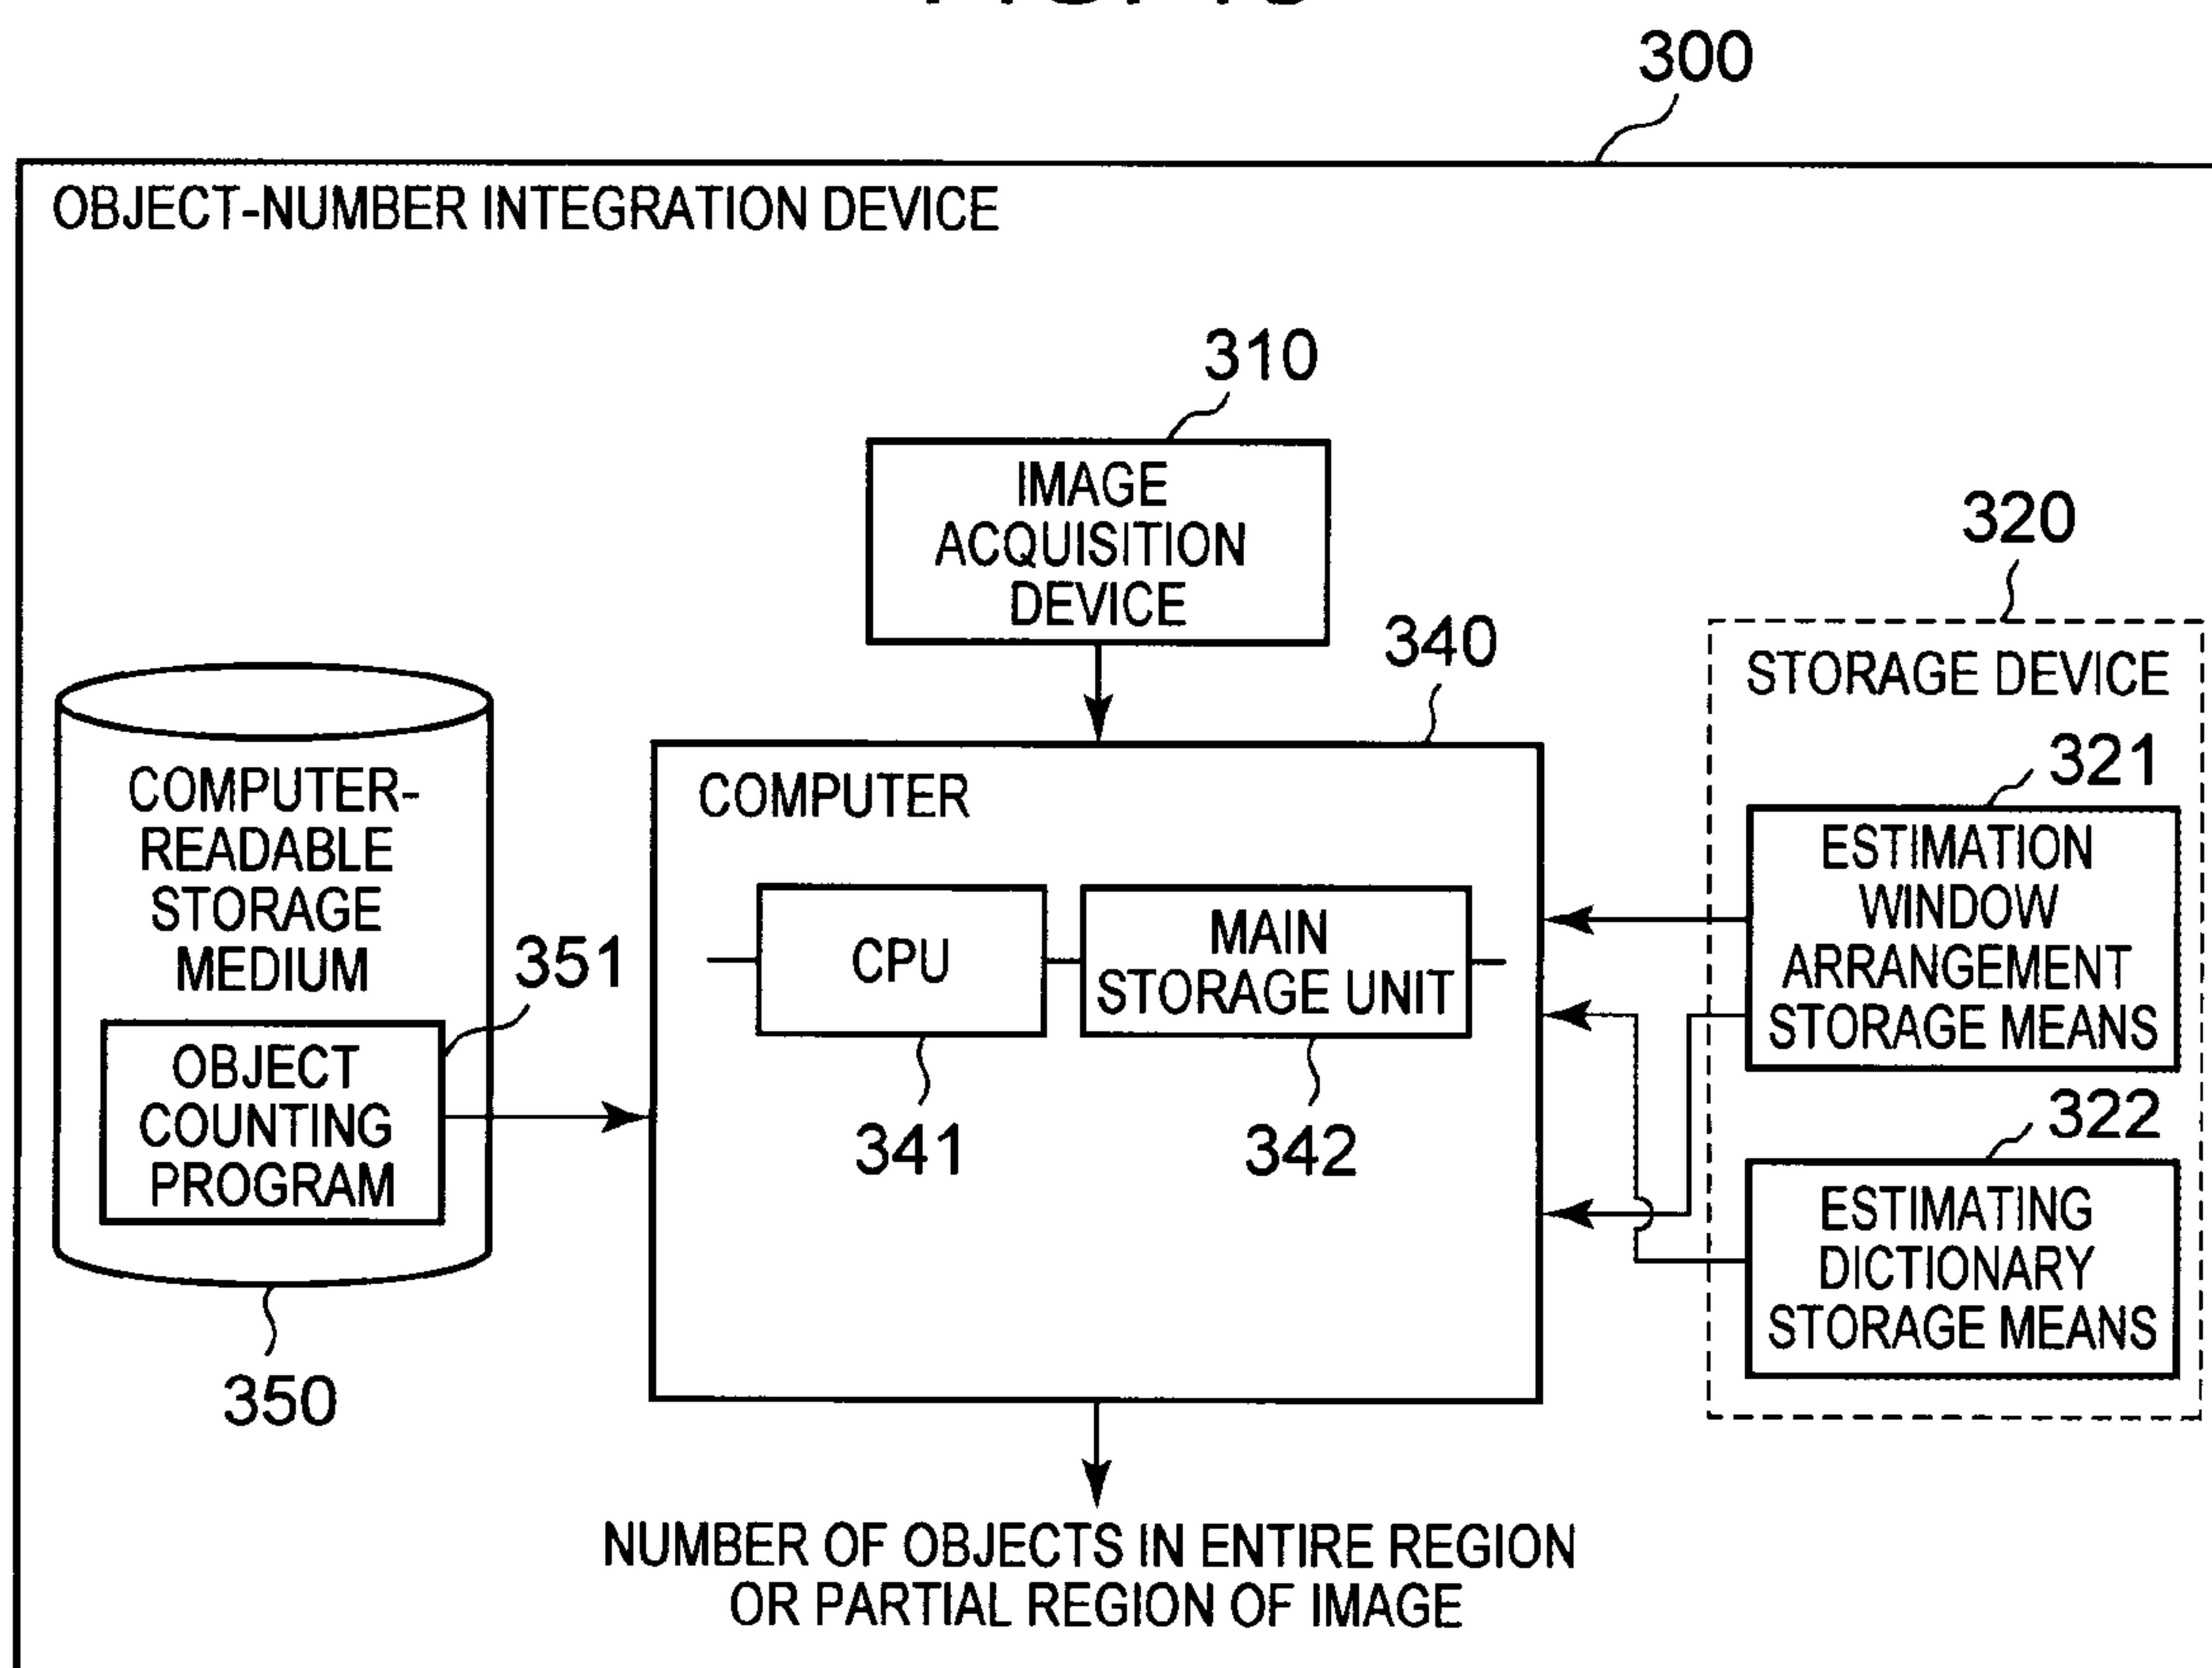 300
OBJECT-NUMBER INTEGRATION DEVICE
310
IMAGE
ACQUISITION
DEVICE
320
340
STORAGE DEVICE
321
COMPUTER-
READABLE
STORAGE
MEDIUM
351
OBJECT
COUNTING
PROGRAM
350
COMPUTER
CPU
MAIN
STORAGE UNIT
341
342
ESTIMATION
WINDOW
ARRANGEMENT
STORAGE MEANS
322
ESTIMATING
DICTIONARY
STORAGE MEANS
NUMBER OF OBJECTS IN ENTIRE REGION
OR PARTIAL REGION OF IMAGE